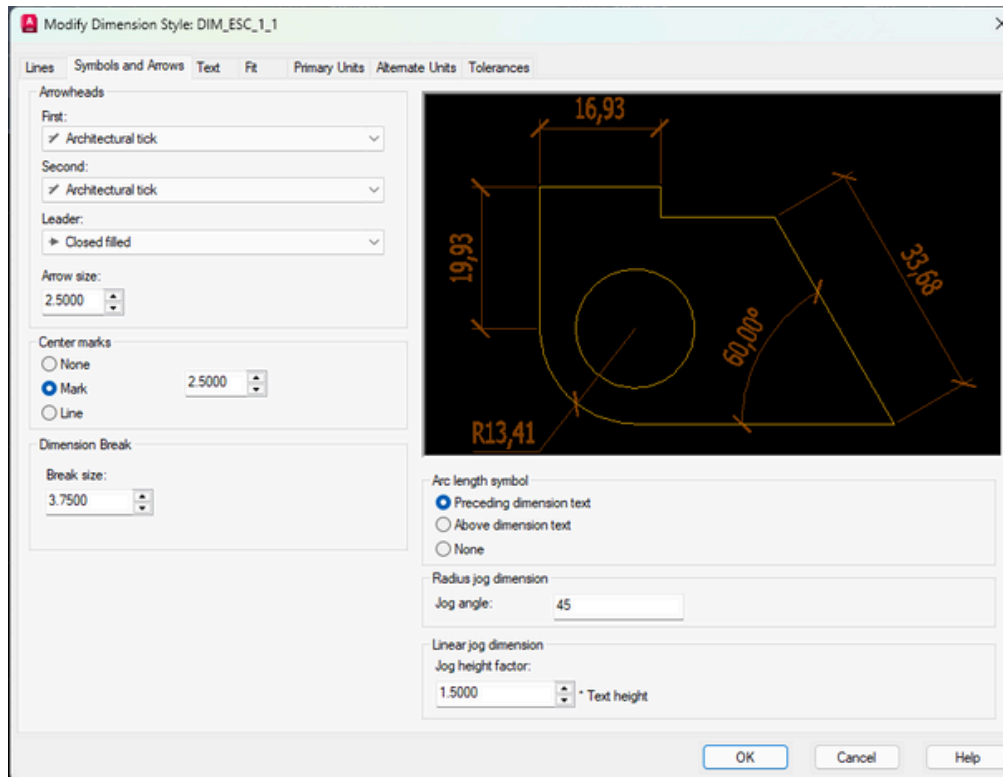 Modify Dimension Style: DIM_ESC_1_1
Lines Symbols and Arrows Text Fit Primary Units Alternate Units Tolerances
Arrowheads
First:
Architectural tick
Second:
Architectural tick
Leader:
Closed filled
Arrow size:
2.5000
Center marks
None
Mark
2.5000
Line
Dimension Break
Break size:
3.7500
16,93
19,93
33,68
60,00°
R13,41
Arc length symbol
Preceding dimension text
Above dimension text
None
Radius jog dimension
Jog angle: 45
Linear jog dimension
Jog height factor:
1.5000 * Text height
OK Cancel Help